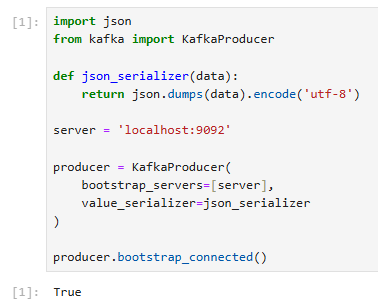 [1]: import json
from kafka import KafkaProducer

def json_serializer(data):
    return json.dumps(data).encode('utf-8')

server = 'localhost:9092'

producer = KafkaProducer(
    bootstrap_servers=[server],
    value_serializer=json_serializer
)

producer.bootstrap_connected()
[1]: True